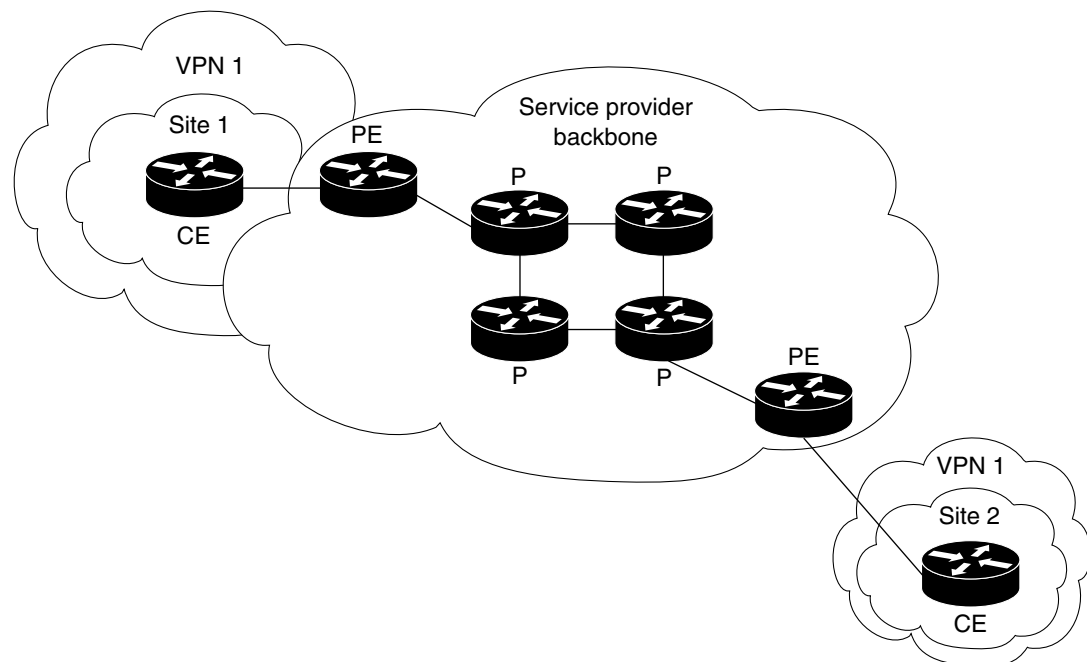 VPN 1
Site 1
CE
PE
Service provider
backbone
P
P
P
P
PE
VPN 1
Site 2
CE